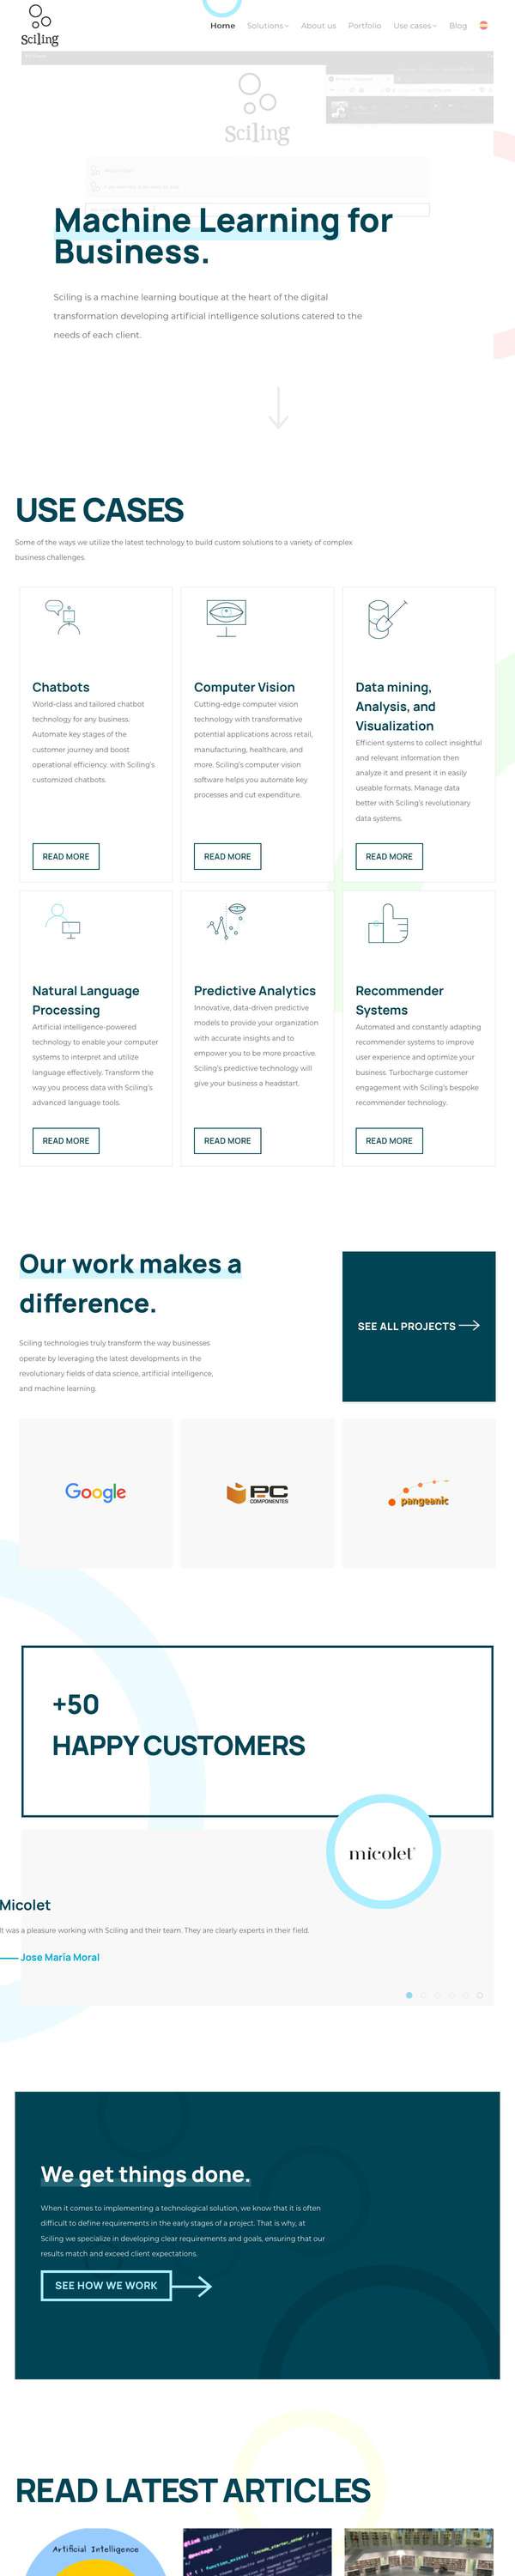 Sciling
Home Solutions About us Portfolio Use cases Blog
Sciling
Machine Learning for
Business.
Sciling is a machine learning boutique at the heart of the digital
transformation developing artificial intelligence solutions catered to the
needs of each client.
USE CASES
Some of the ways we utilize the latest technology to build custom solutions to a variety of complex
business challenges.
Chatbots
World-class and tailored chatbot
technology for any business.
Automate key stages of the
customer journey and boost
operational efficiency with Sciling's
customized chatbots.
READ MORE
Computer Vision
Cutting-edge computer vision
technology with transformative
potential applications across retail,
manufacturing, healthcare, and
more. Sciling's computer vision
software helps you automate key
processes and cut expenditure.
READ MORE
Data mining,
Analysis, and
Visualization
Efficient systems to collect insightful
and relevant information then
analyze it and present it in easily
useable formats. Manage data
better with Sciling's revolutionary
data systems.
READ MORE
Natural Language
Processing
Artificial intelligence-powered
technology to enable your computer
systems to interpret and utilize
language effectively. Transform the
way you process data with Sciling's
advanced language tools.
READ MORE
Predictive Analytics
Innovative, data-driven predictive
models to provide your organization
with accurate insights and to
empower you to be more proactive.
Sciling's predictive technology will
give your business a headstart.
READ MORE
Recommender
Systems
Automated and constantly adapting
recommender systems to improve
user experience and optimize your
business. Turbocharge customer
engagement with Sciling's bespoke
recommender technology.
READ MORE
Our work makes a
difference.
Sciling technologies truly transform the way businesses
operate by leveraging the latest developments in the
revolutionary fields of data science, artificial intelligence,
and machine learning.
SEE ALL PROJECTS
Google
PC
COMPONENTES
pangeanic
+50
HAPPY CUSTOMERS
micolet
Micolet
It was a pleasure working with Sciling and their team. They are clearly experts in their field.
Jose María Moral
We get things done.
When it comes to implementing a technological solution, we know that it is often
difficult to define requirements in the early stages of a project. That is why, at
Sciling we specialize in developing clear requirements and goals, ensuring that our
results match and exceed client expectations.
SEE HOW WE WORK
READ LATEST ARTICLES
Artificial Intelligence